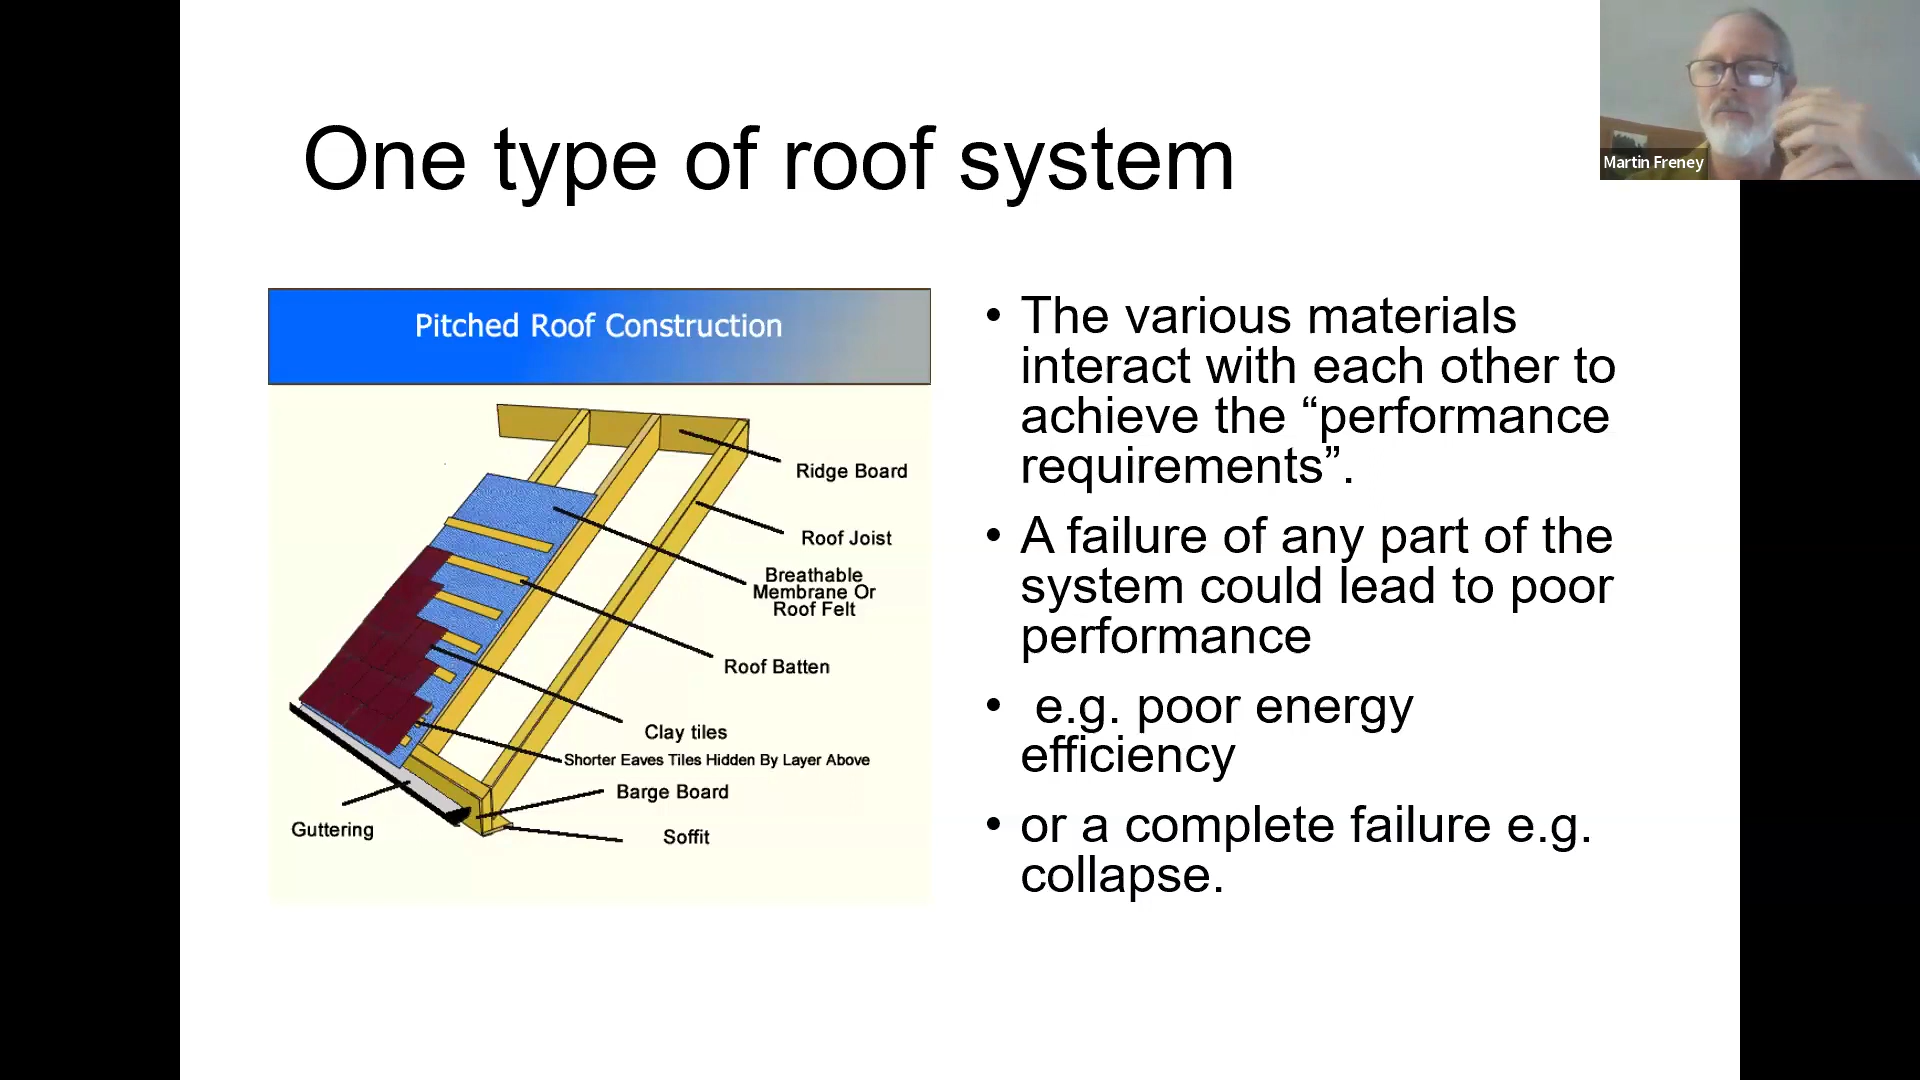 One type of roof system
Martin Freney
Pitched Roof Construction
Ridge Board
Roof Joist
Breathable
Membrane Or
Roof Felt
Roof Batten
Clay tiles
Shorter Eaves Tiles Hidden By Layer Above
Barge Board
Guttering
Soffit
• The various materials
interact with each other to
achieve the “performance
requirements”.
• A failure of any part of the
system could lead to poor
performance
• e.g. poor energy
efficiency
• or a complete failure e.g.
collapse.